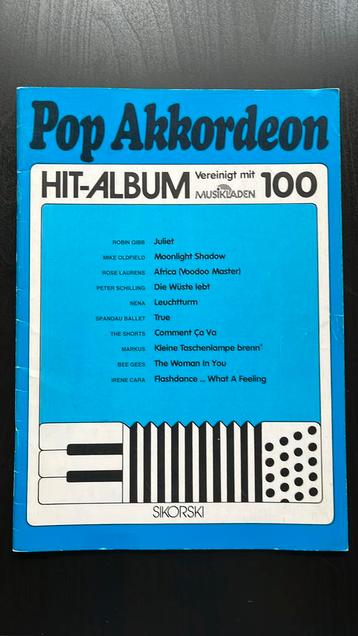 Pop Akkordeon
HIT-ALBUM Vereinigt mit MUSIKLADEN 100
ROBIN GIBB Juliet
MIKE OLDFIELD Moonlight Shadow
ROSE LAURENS Africa (Voodoo Master)
PETER SCHILLING Die Wüste lebt
NENA Leuchtturm
SPANDAU BALLET True
THE SHORTS Comment Ça Va
MARKUS Kleine Taschenlampe brenn'
BEE GEES The Woman In You
IRENE CARA Flashdance ... What A Feeling
SIKORSKI